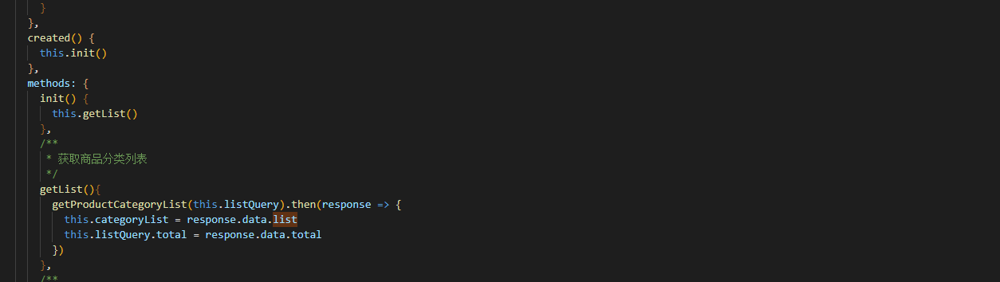 }
},
created() {
this.init()
},
methods: {
init() {
this.getList()
},
/**
* 获取商品分类列表
*/
getList(){
getProductCategoryList(this.listQuery).then(response => {
this.categoryList = response.data.list
this.listQuery.total = response.data.total
})
},
/**